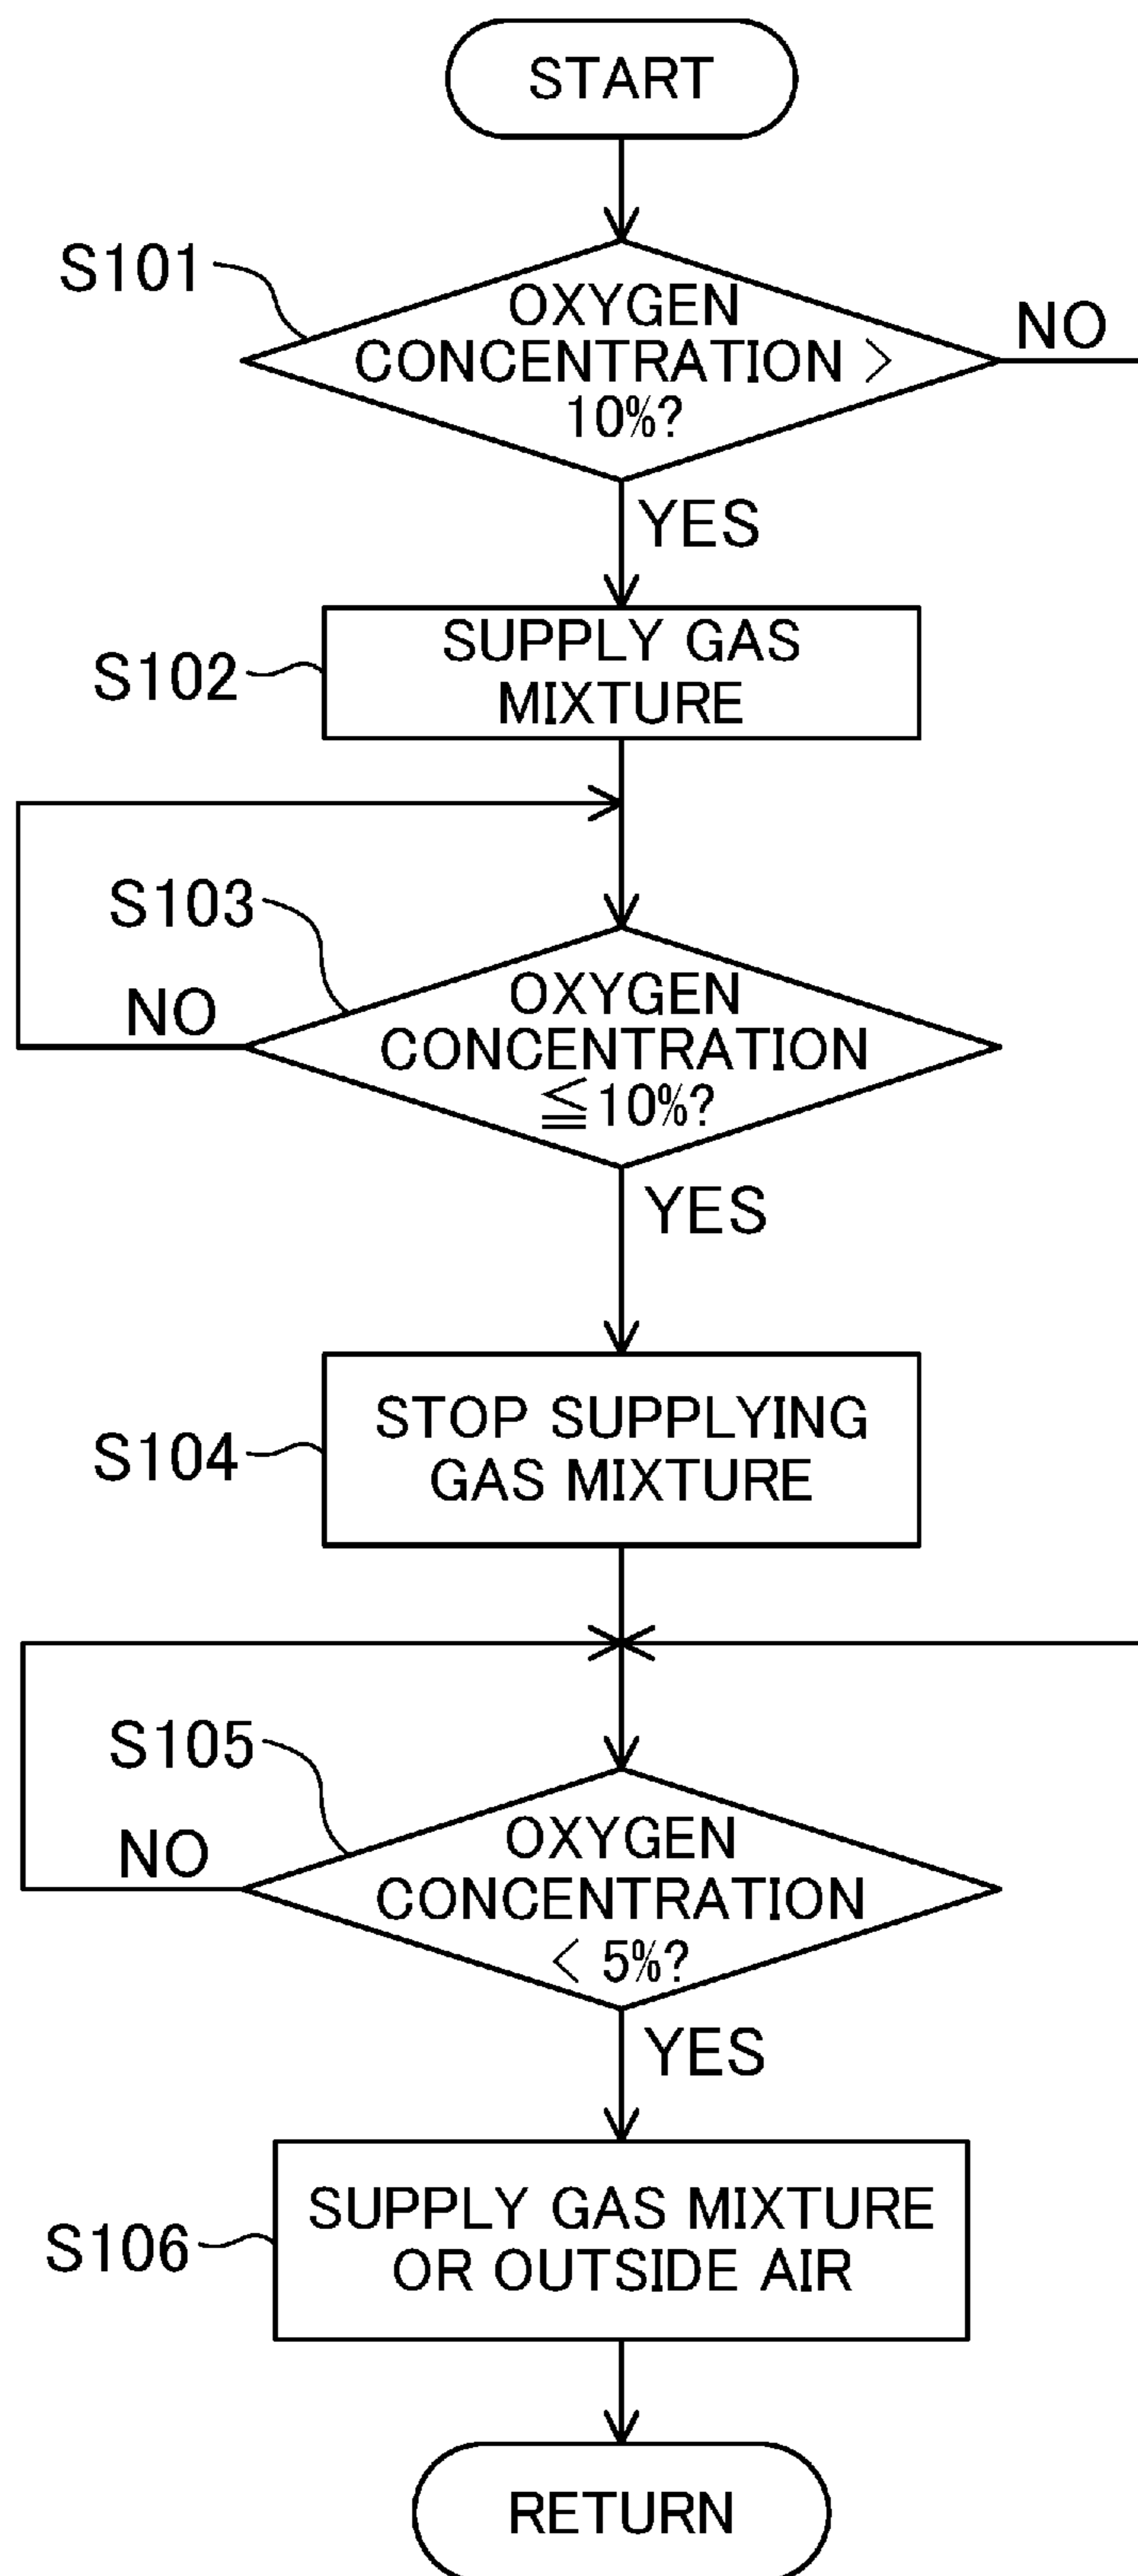 START
S101
OXYGEN
CONCENTRATION >
10%?
NO
YES
S102
SUPPLY GAS
MIXTURE
S103
OXYGEN
CONCENTRATION
≦10%?
NO
YES
S104
STOP SUPPLYING
GAS MIXTURE
S105
OXYGEN
CONCENTRATION
< 5%?
NO
YES
S106
SUPPLY GAS MIXTURE
OR OUTSIDE AIR
RETURN